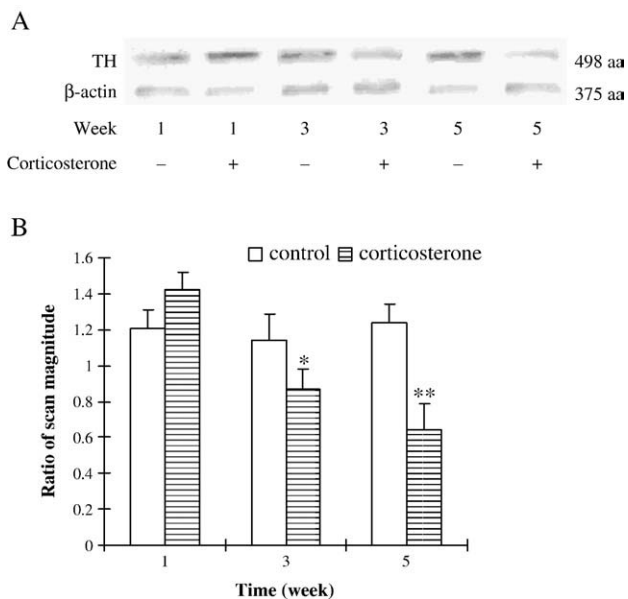 A
TH 498 aa
β-actin 375 aa
Week 1 1 3 3 5 5
Corticosterone – + – + – +
B
control corticosterone
1.6
1.4
1.2
1
0.8
0.6
0.4
0.2
0
Ratio of scan magnitude
*
**
1 3 5
Time (week)